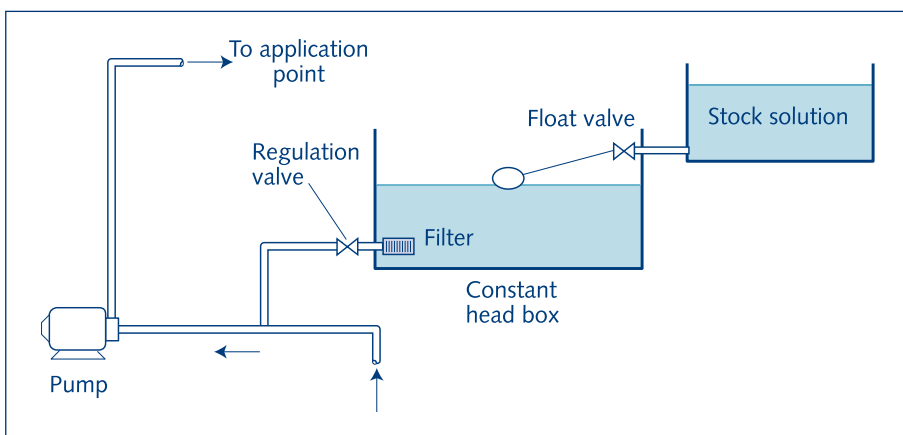 To application
point
Stock solution
Float valve
Regulation
valve
Filter
Constant
head box
Pump